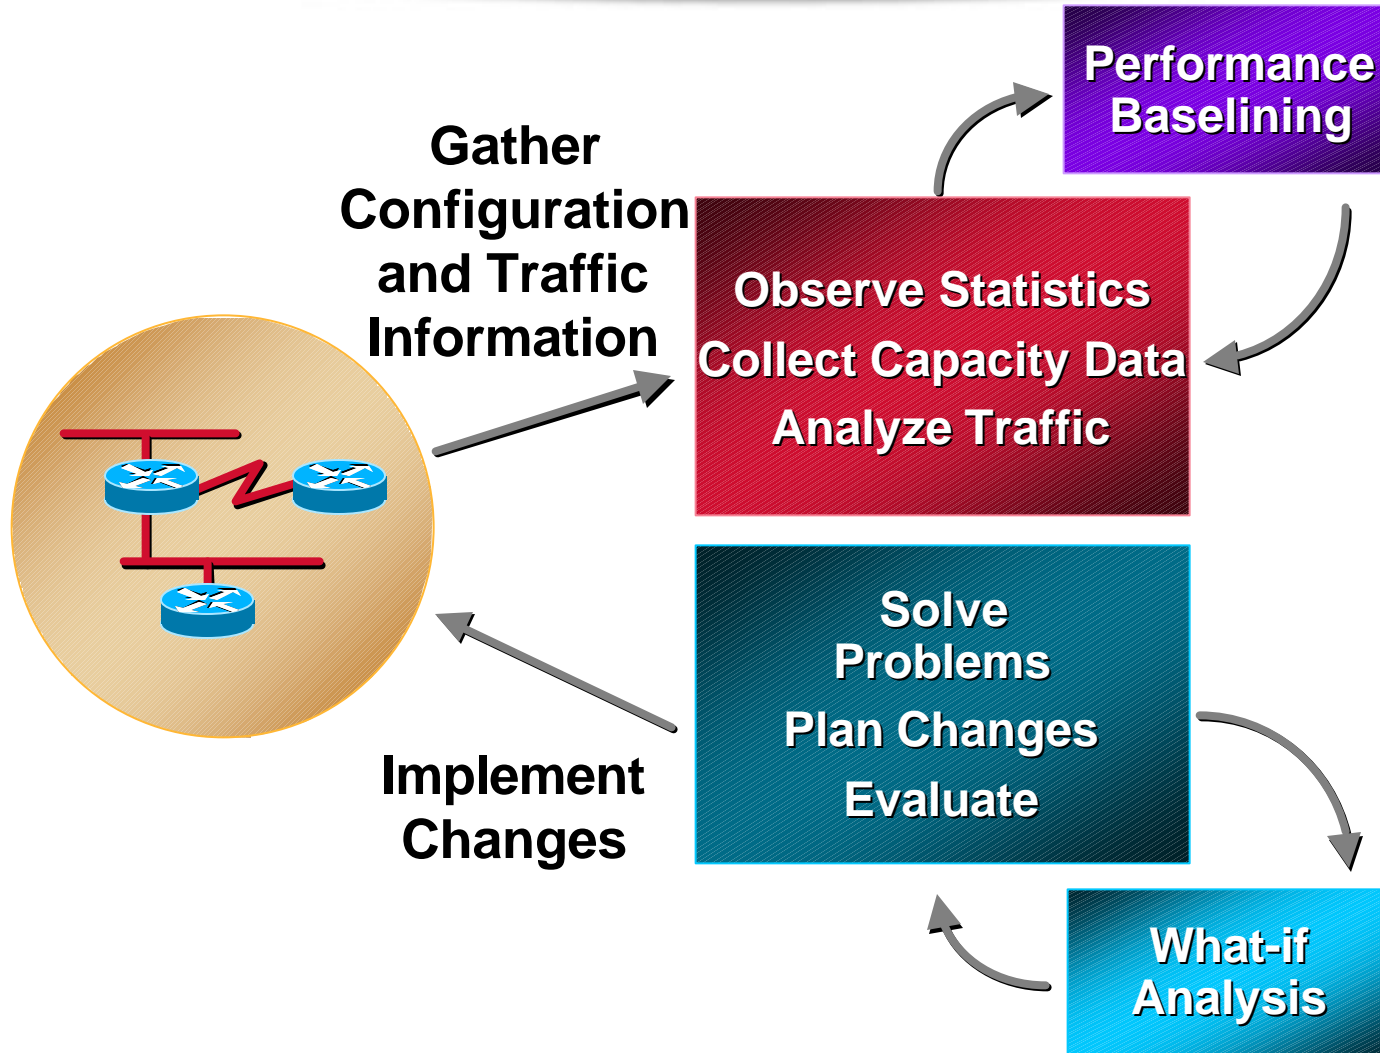 Performance
Baselining
Gather
Configuration
and Traffic
Information
Observe Statistics
Collect Capacity Data
Analyze Traffic
Solve
Problems
Plan Changes
Evaluate
Implement
Changes
What-if
Analysis